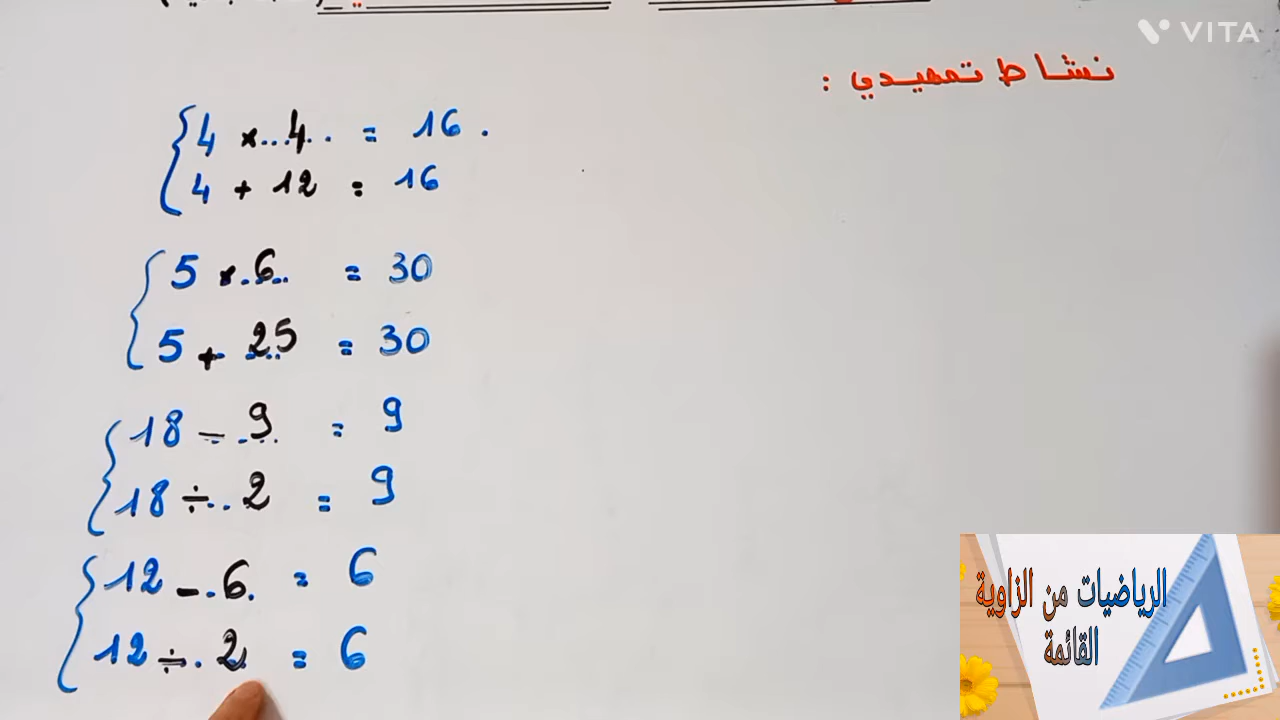 VITA
نشاط تمهيدي :
4 × ..4.. = 16 .
4 + 12 = 16
5 × .6... = 30
5 + 25 = 30
18 - 9 = 9
18 ÷ .. 2 = 9
12 - .6. = 6
12 ÷ . 2 = 6
الرياضيات من الزاوية
القائمة